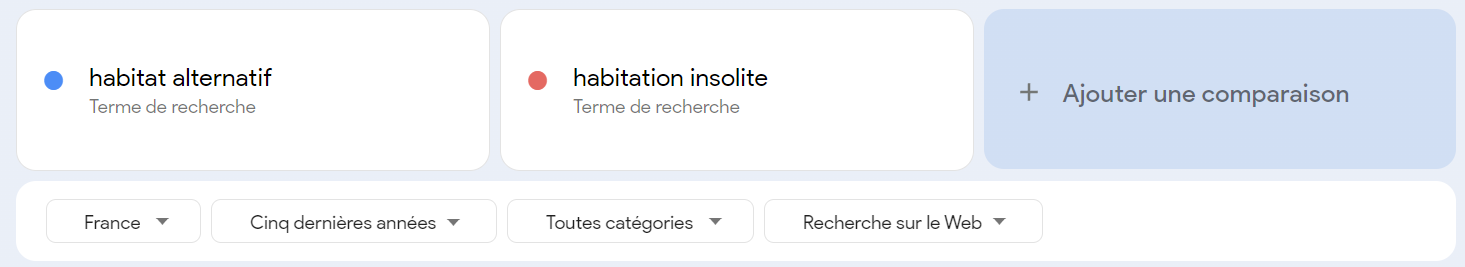 habitat alternatif
Terme de recherche
habitation insolite
Terme de recherche
+ Ajouter une comparaison
France
Cinq dernières années
Toutes catégories
Recherche sur le Web